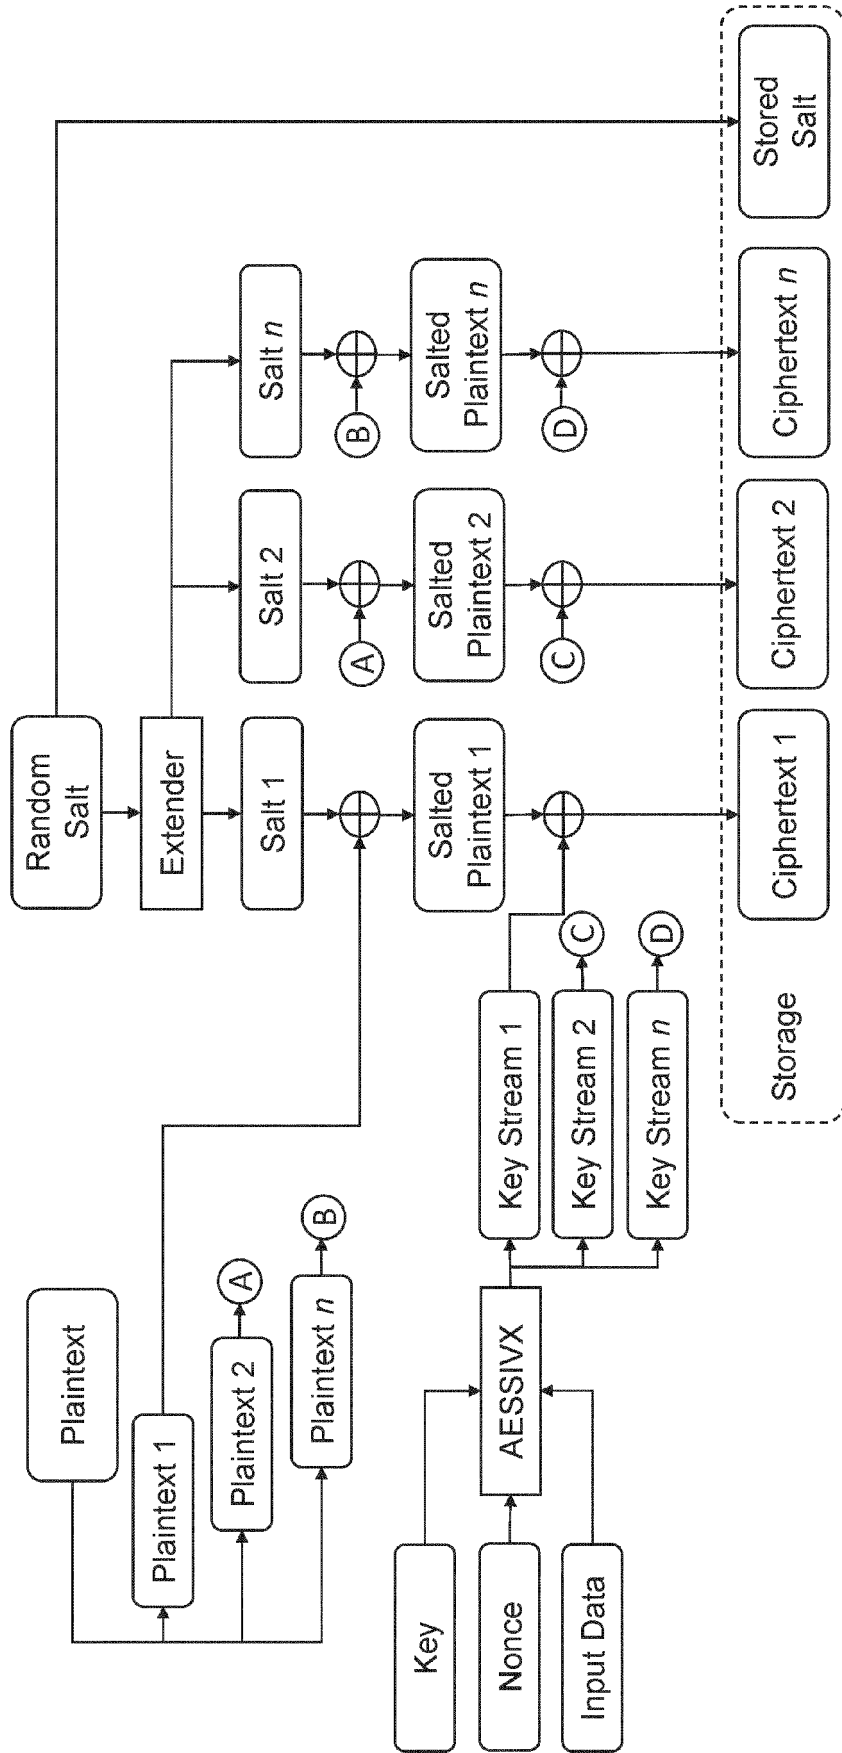 Plaintext
Plaintext 1
Plaintext 2
A
Plaintext n
B
Key
Nonce
Input Data
AESSIVX
Key Stream 1
Key Stream 2
C
Key Stream n
D
Random
Salt
Extender
Salt 1
Salt 2
Salt n
A
B
Salted
Plaintext 1
Salted
Plaintext 2
Salted
Plaintext n
C
D
Storage
Ciphertext 1
Ciphertext 2
Ciphertext n
Stored
Salt